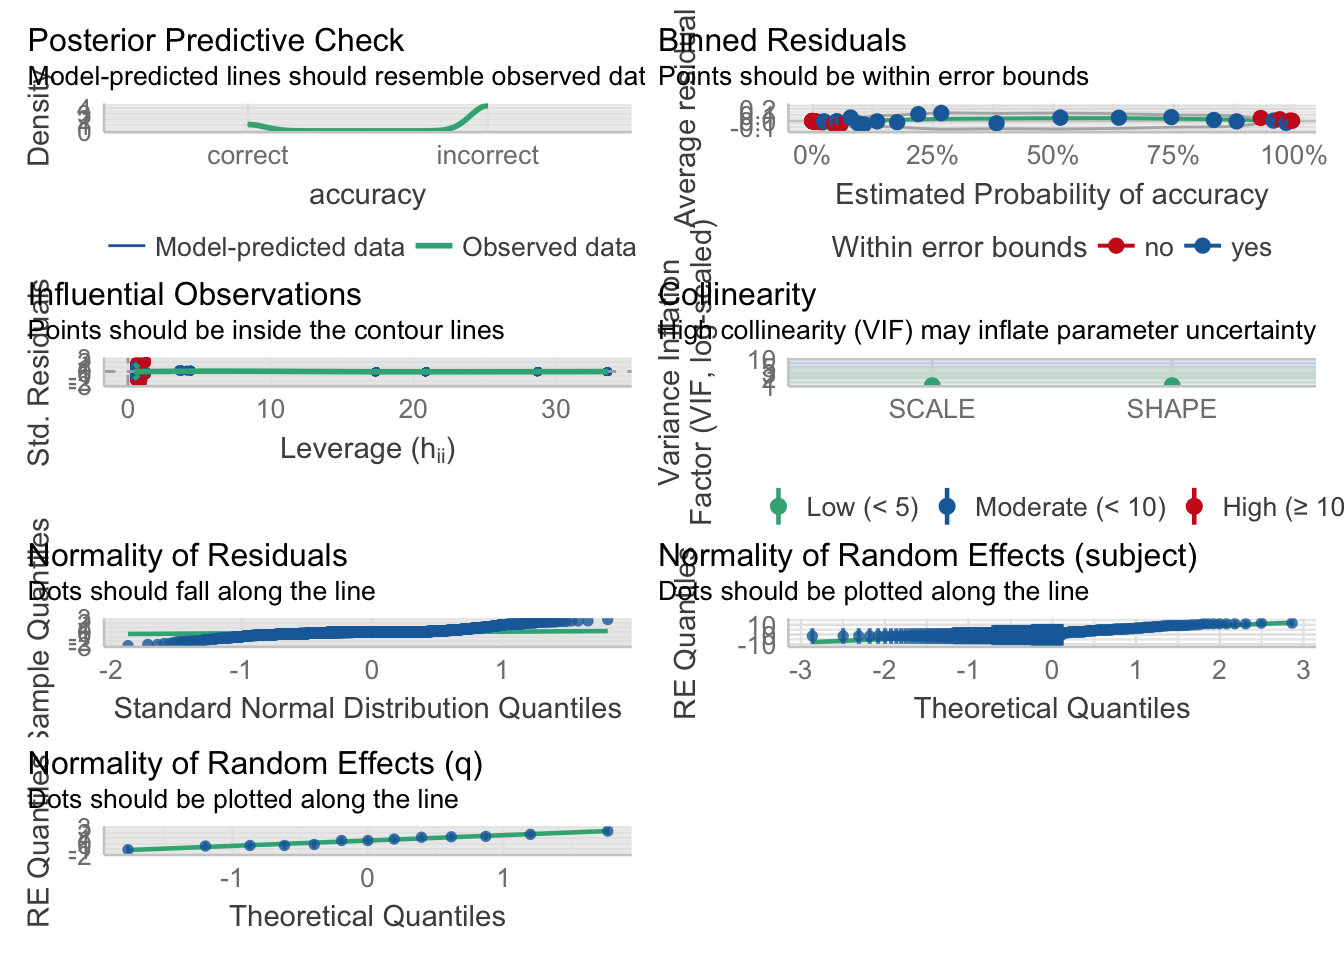 Posterior Predictive Check
Model-predicted lines should resemble observed dat
Density
correct
incorrect
accuracy
Model-predicted data
Observed data
Binned Residuals
Points should be within error bounds
Average residual
0.2
-0.1
0%
25%
50%
75%
100%
Estimated Probability of accuracy
Within error bounds
no
yes
Influential Observations
Points should be inside the contour lines
Std. Residuals
0
10
20
30
Leverage (hii)
Collinearity
High collinearity (VIF) may inflate parameter uncertainty
Variance Inflation
Factor (VIF, log-scaled)
10
SCALE
SHAPE
Low (< 5)
Moderate (< 10)
High (≥ 10
Normality of Residuals
Dots should fall along the line
Sample Quantiles
-2
-1
0
1
Standard Normal Distribution Quantiles
Normality of Random Effects (subject)
Dots should be plotted along the line
RE Quantiles
10
-10
-3
-2
-1
0
1
2
3
Theoretical Quantiles
Normality of Random Effects (q)
Dots should be plotted along the line
RE Quantiles
-2
-1
0
1
Theoretical Quantiles